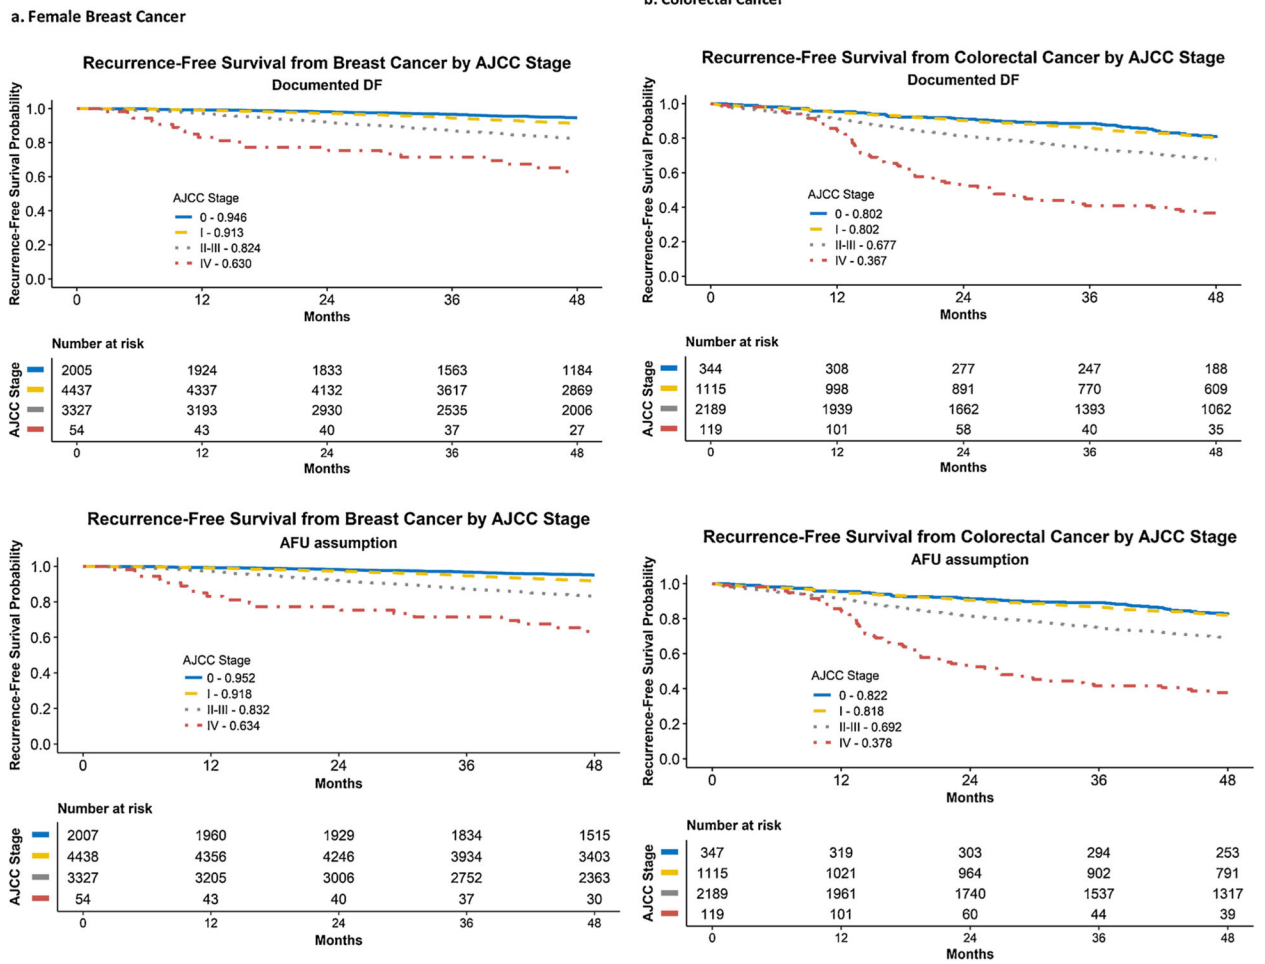 a. Female Breast Cancer
b. Colorectal Cancer
Recurrence-Free Survival from Breast Cancer by AJCC Stage
Documented DF
Recurrence-Free Surival Probability
1.0
0.8
0.6
0.4
0.2
0.0
AJCC Stage
0 - 0.946
I - 0.913
II-III - 0.824
IV - 0.630
0 12 24 36 48
Months
Number at risk
AJCC Stage
2005 1924 1833 1563 1184
4437 4337 4132 3617 2869
3327 3193 2930 2535 2006
54 43 40 37 27
0 12 24 36 48
Months
Recurrence-Free Survival from Colorectal Cancer by AJCC Stage
Documented DF
Recurrence-Free Surival Probability
1.0
0.8
0.6
0.4
0.2
0.0
AJCC Stage
0 - 0.802
I - 0.802
II-III - 0.677
IV - 0.367
0 12 24 36 48
Months
Number at risk
AJCC Stage
344 308 277 247 188
1115 998 891 770 609
2189 1939 1662 1393 1062
119 101 58 40 35
0 12 24 36 48
Months
Recurrence-Free Survival from Breast Cancer by AJCC Stage
AFU assumption
Recurrence-Free Surival Probability
1.0
0.8
0.6
0.4
0.2
0.0
AJCC Stage
0 - 0.952
I - 0.918
II-III - 0.832
IV - 0.634
0 12 24 36 48
Months
Number at risk
AJCC Stage
2007 1960 1929 1834 1515
4438 4356 4246 3934 3403
3327 3205 3006 2752 2363
54 43 40 37 30
0 12 24 36 48
Months
Recurrence-Free Survival from Colorectal Cancer by AJCC Stage
AFU assumption
Recurrence-Free Surival Probability
1.0
0.8
0.6
0.4
0.2
0.0
AJCC Stage
0 - 0.822
I - 0.818
II-III - 0.692
IV - 0.378
0 12 24 36 48
Months
Number at risk
AJCC Stage
347 319 303 294 253
1115 1021 964 902 791
2189 1961 1740 1537 1317
119 101 60 44 39
0 12 24 36 48
Months